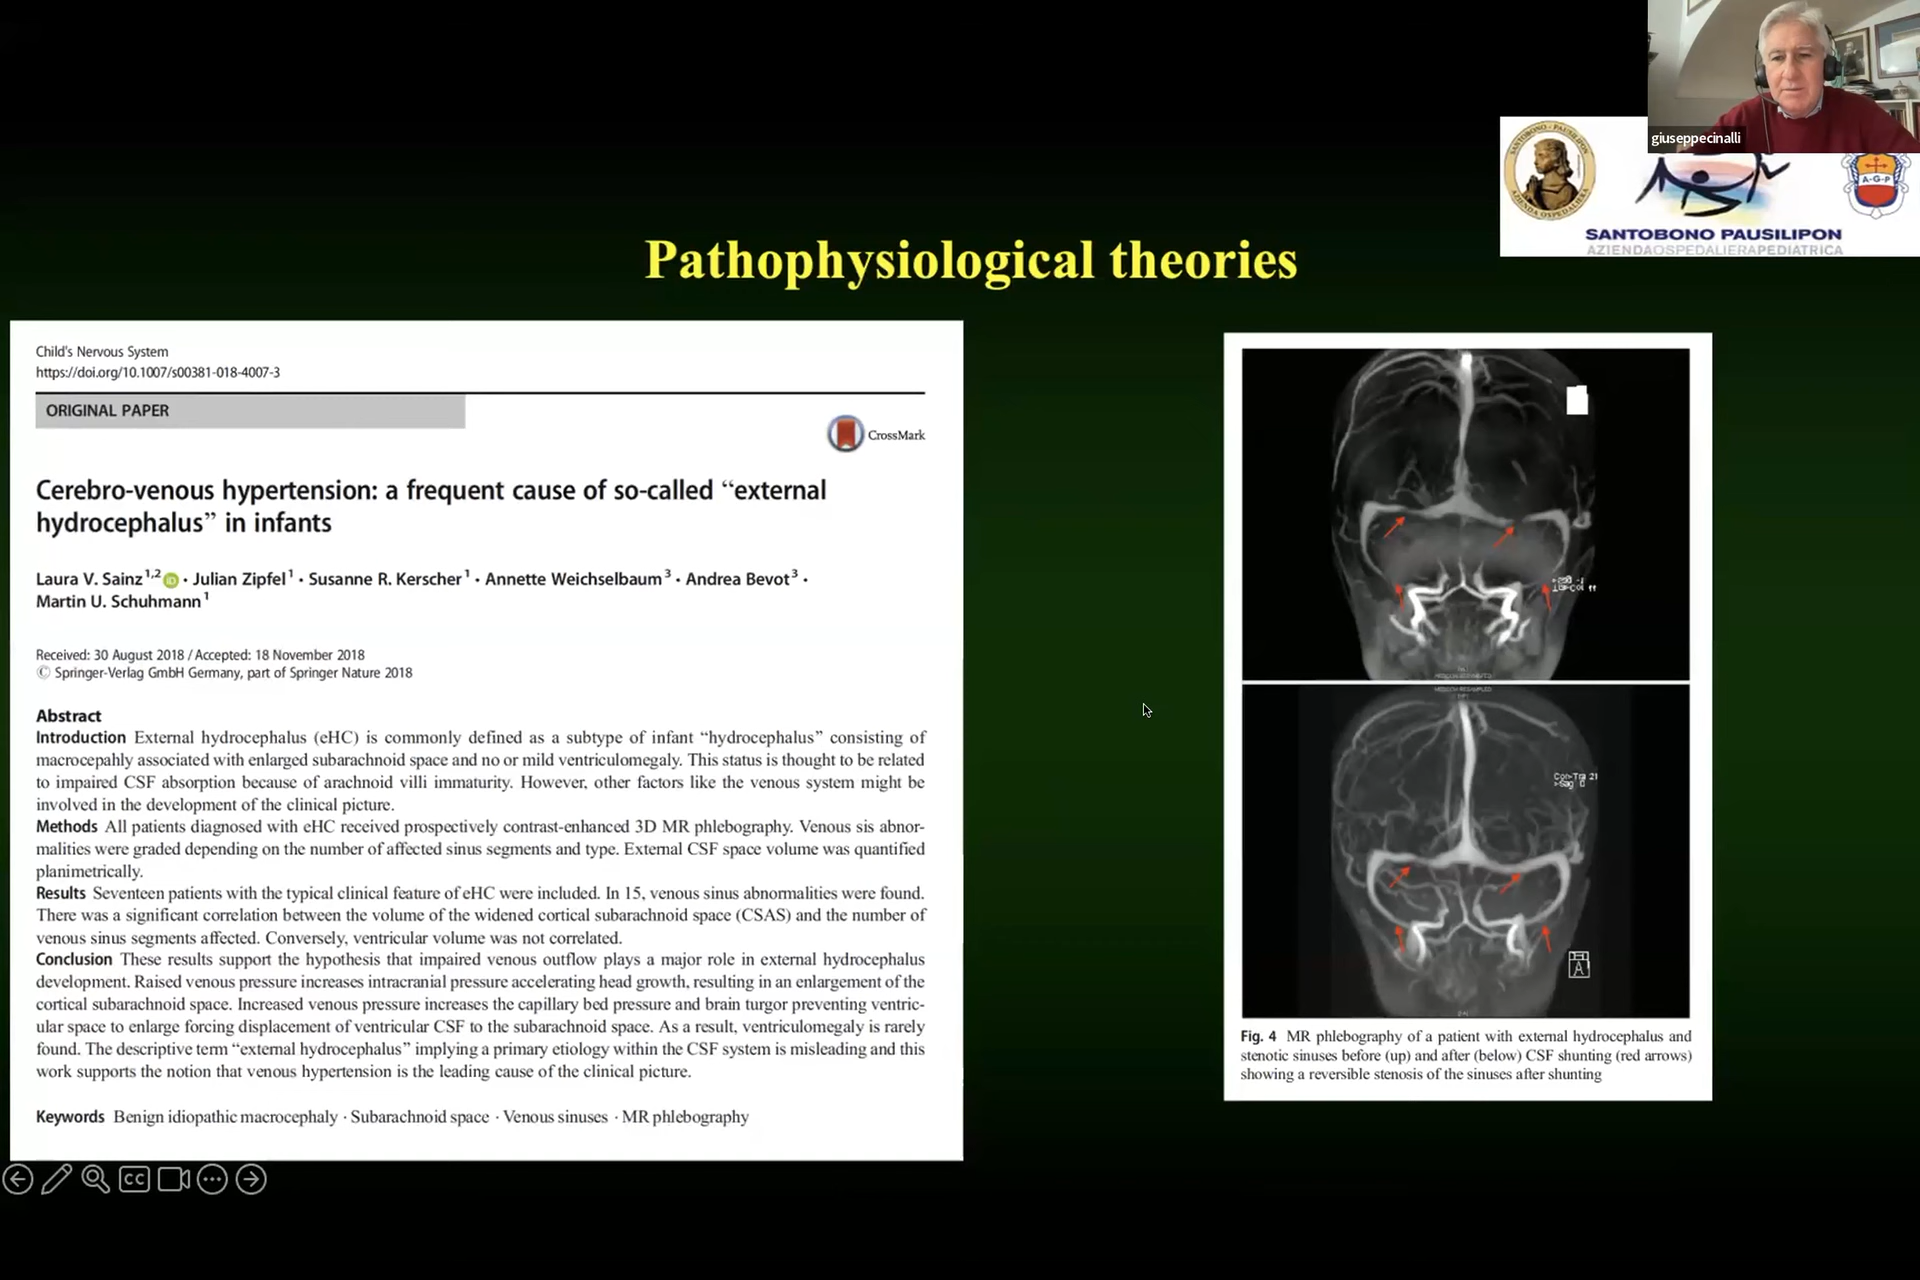 giuseppecinalli
A-G-P
SANTOBONO PAUSILIPON
AZIENDAOSPEDALIERAPEDIATRICA
Pathophysiological theories
Child's Nervous System
https://doi.org/10.1007/s00381-018-4007-3
ORIGINAL PAPER
CrossMark
Cerebro-venous hypertension: a frequent cause of so-called “external
hydrocephalus” in infants
Laura V. Sainz 1,2 iD · Julian Zipfel 1 · Susanne R. Kerscher 1 · Annette Weichselbaum 3 · Andrea Bevot 3 ·
Martin U. Schuhmann 1
Received: 30 August 2018 / Accepted: 18 November 2018
© Springer-Verlag GmbH Germany, part of Springer Nature 2018
Abstract
Introduction External hydrocephalus (eHC) is commonly defined as a subtype of infant “hydrocephalus” consisting of
macrocepahly associated with enlarged subarachnoid space and no or mild ventriculomegaly. This status is thought to be related
to impaired CSF absorption because of arachnoid villi immaturity. However, other factors like the venous system might be
involved in the development of the clinical picture.
Methods All patients diagnosed with eHC received prospectively contrast-enhanced 3D MR phlebography. Venous sis abnor-
malities were graded depending on the number of affected sinus segments and type. External CSF space volume was quantified
planimetrically.
Results Seventeen patients with the typical clinical feature of eHC were included. In 15, venous sinus abnormalities were found.
There was a significant correlation between the volume of the widened cortical subarachnoid space (CSAS) and the number of
venous sinus segments affected. Conversely, ventricular volume was not correlated.
Conclusion These results support the hypothesis that impaired venous outflow plays a major role in external hydrocephalus
development. Raised venous pressure increases intracranial pressure accelerating head growth, resulting in an enlargement of the
cortical subarachnoid space. Increased venous pressure increases the capillary bed pressure and brain turgor preventing ventric-
ular space to enlarge forcing displacement of ventricular CSF to the subarachnoid space. As a result, ventriculomegaly is rarely
found. The descriptive term “external hydrocephalus” implying a primary etiology within the CSF system is misleading and this
work supports the notion that venous hypertension is the leading cause of the clinical picture.
Keywords Benign idiopathic macrocephaly · Subarachnoid space · Venous sinuses · MR phlebography
Fig. 4 MR phlebography of a patient with external hydrocephalus and
stenotic sinuses before (up) and after (below) CSF shunting (red arrows)
showing a reversible stenosis of the sinuses after shunting
CC
A